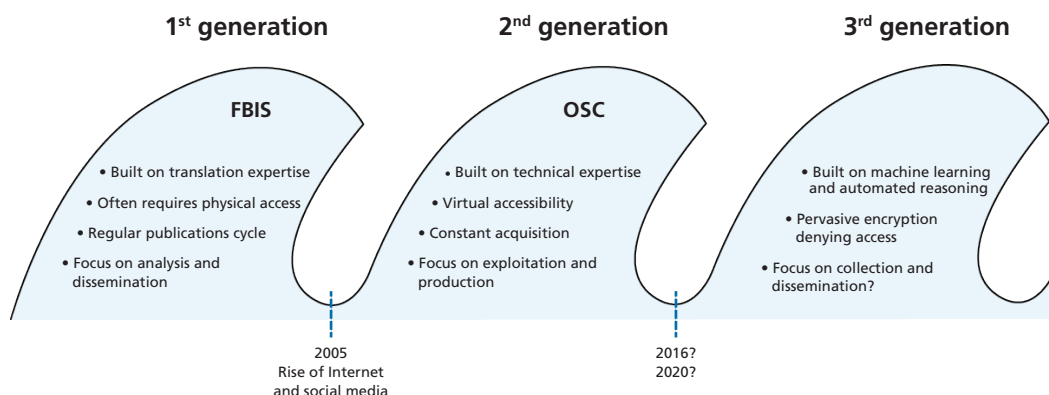 1st generation
FBIS
• Built on translation expertise
• Often requires physical access
• Regular publications cycle
• Focus on analysis and
dissemination
2005
Rise of Internet
and social media
2nd generation
OSC
• Built on technical expertise
• Virtual accessibility
• Constant acquisition
• Focus on exploitation and
production
2016?
2020?
3rd generation
• Built on machine learning
and automated reasoning
• Pervasive encryption
denying access
• Focus on collection and
dissemination?